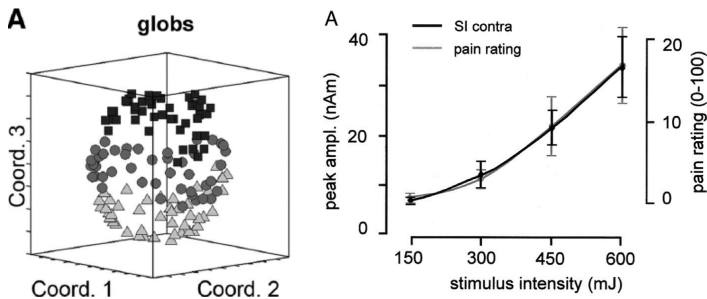 A
globs
Coord. 3
Coord. 1
Coord. 2
A
SI contra
pain rating
peak ampl. (nAm)
40
20
0
20
10
0
pain rating (0-100)
150 300 450 600
stimulus intensity (mJ)